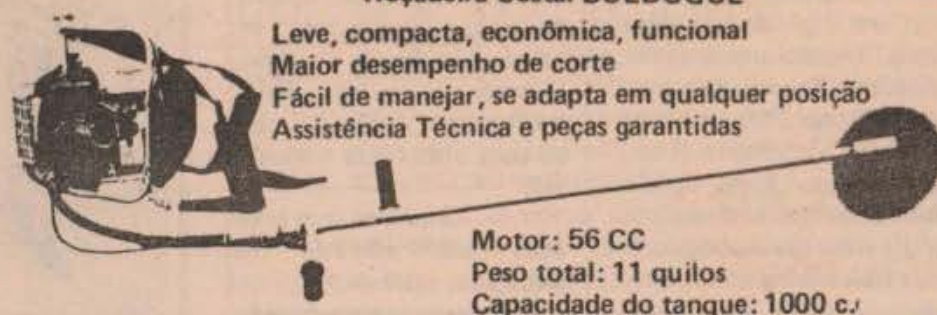 Leve, compacta, econômica, funcional
Maior desempenho de corte
Fácil de manejar, se adapta em qualquer posição
Assistência Técnica e peças garantidas
Motor: 56 CC
Peso total: 11 quilos
Capacidade do tanque: 1000